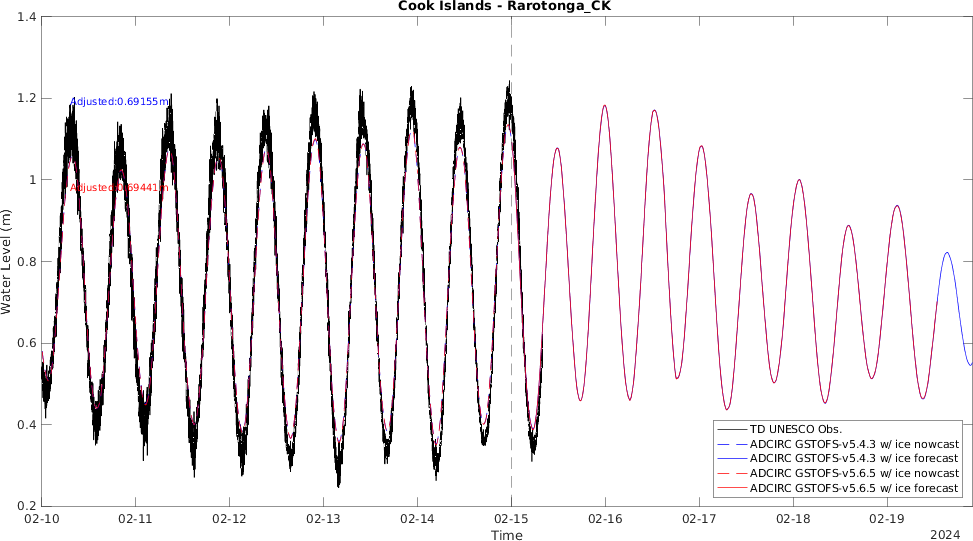 Cook Islands - Rarotonga_CK
1.4
1.2
1
0.8
0.6
0.4
0.2
Water Level (m)
Adjusted:0.69155m
Adjusted:0.69441m
TD UNESCO Obs.
ADCIRC GSTOFS-v5.4.3 w/ ice nowcast
ADCIRC GSTOFS-v5.4.3 w/ ice forecast
ADCIRC GSTOFS-v5.6.5 w/ ice nowcast
ADCIRC GSTOFS-v5.6.5 w/ ice forecast
02-10 02-11 02-12 02-13 02-14 02-15 02-16 02-17 02-18 02-19
Time
2024